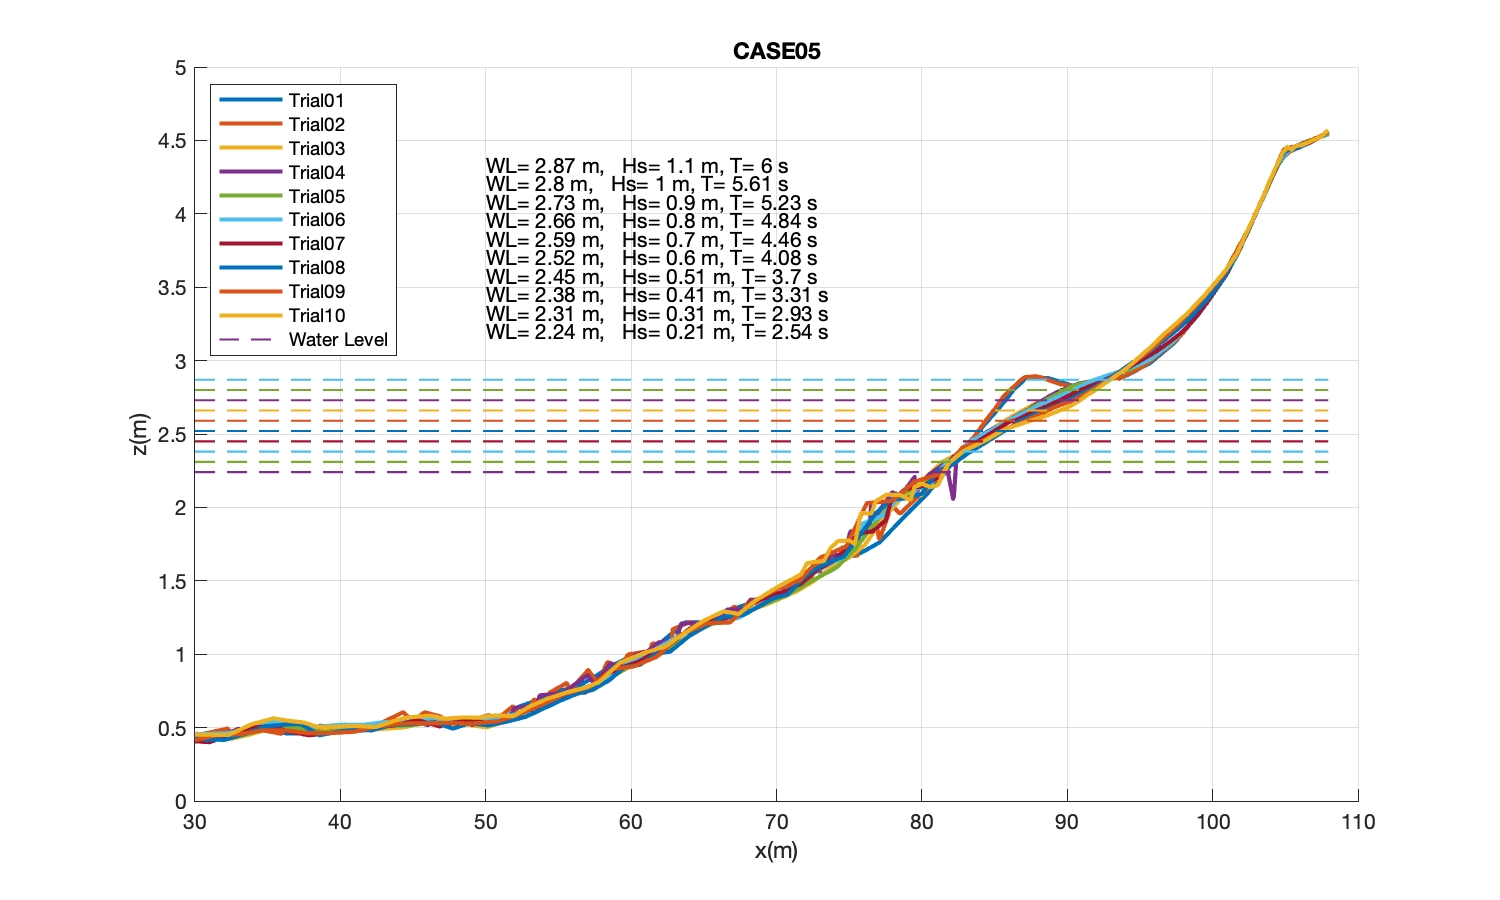 CASE05
5
4.5
4
3.5
3
2.5
2
1.5
1
0.5
0
z(m)
Trial01
Trial02
Trial03
Trial04
Trial05
Trial06
Trial07
Trial08
Trial09
Trial10
Water Level
WL= 2.87 m, Hs= 1.1 m, T= 6 s
WL= 2.8 m, Hs= 1 m, T= 5.61 s
WL= 2.73 m, Hs= 0.9 m, T= 5.23 s
WL= 2.66 m, Hs= 0.8 m, T= 4.84 s
WL= 2.59 m, Hs= 0.7 m, T= 4.46 s
WL= 2.52 m, Hs= 0.6 m, T= 4.08 s
WL= 2.45 m, Hs= 0.51 m, T= 3.7 s
WL= 2.38 m, Hs= 0.41 m, T= 3.31 s
WL= 2.31 m, Hs= 0.31 m, T= 2.93 s
WL= 2.24 m, Hs= 0.21 m, T= 2.54 s
30 40 50 60 70 80 90 100 110
x(m)